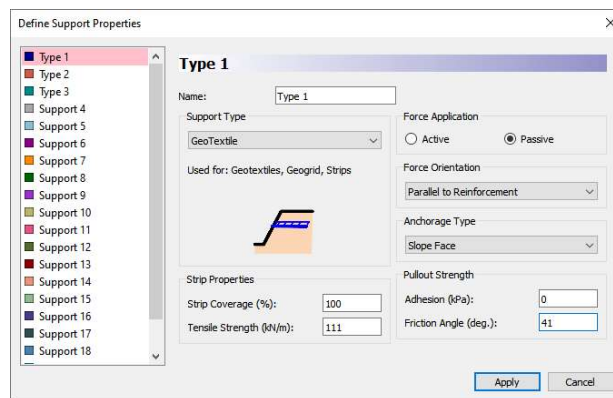 Define Support Properties
Type 1
Type 2
Type 3
Support 4
Support 5
Support 6
Support 7
Support 8
Support 9
Support 10
Support 11
Support 12
Support 13
Support 14
Support 15
Support 16
Support 17
Support 18
Type 1
Name: Type 1
Support Type
GeoTextile
Used for: Geotextiles, Geogrid, Strips
Strip Properties
Strip Coverage (%): 100
Tensile Strength (kN/m): 111
Force Application
Active Passive
Force Orientation
Parallel to Reinforcement
Anchorage Type
Slope Face
Pullout Strength
Adhesion (kPa): 0
Friction Angle (deg.): 41
Apply Cancel